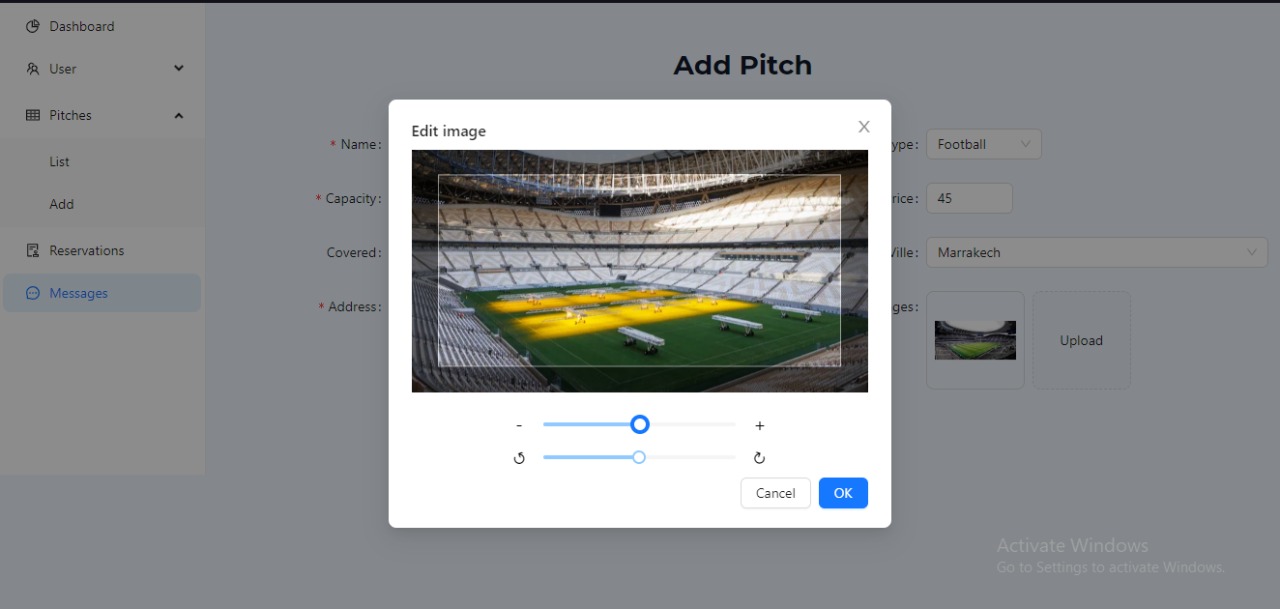 Dashboard
User
Pitches
List
Add
Reservations
Messages
Add Pitch
* Name:
* Capacity:
Covered:
* Address:
ype: Football
rice: 45
Ville: Marrakech
ges:
Upload
Edit image
- +
Cancel OK
Activate Windows
Go to Settings to activate Windows.